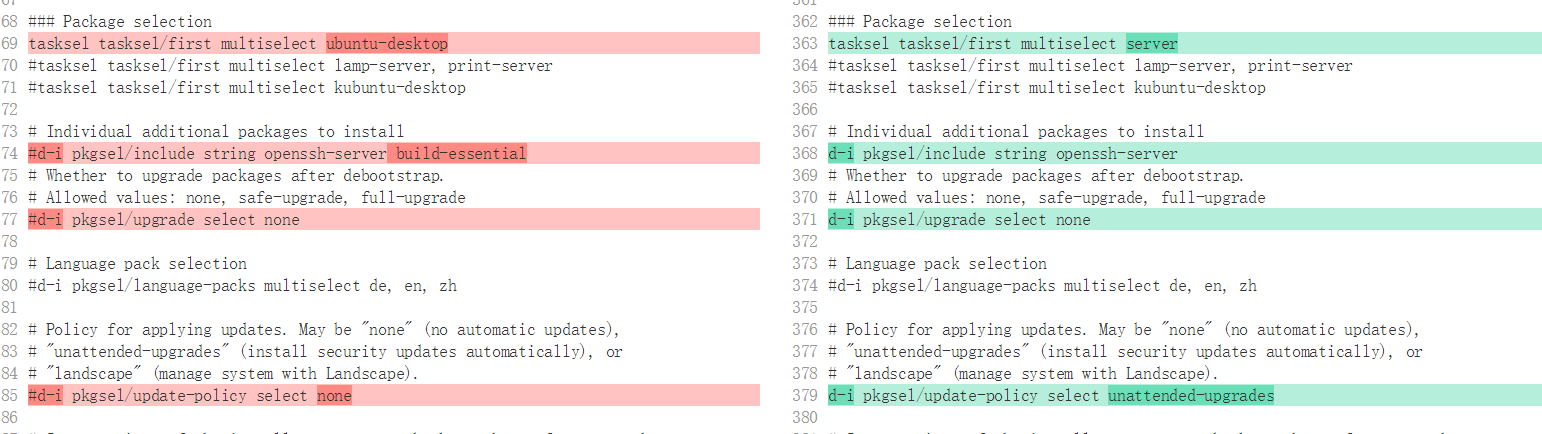 68 ### Package selection
69 tasksel tasksel/first multiselect ubuntu-desktop
70 #tasksel tasksel/first multiselect lamp-server, print-server
71 #tasksel tasksel/first multiselect kubuntu-desktop
72
73 # Individual additional packages to install
74 #d-i pkgsel/include string openssh-server build-essential
75 # Whether to upgrade packages after debootstrap.
76 # Allowed values: none, safe-upgrade, full-upgrade
77 #d-i pkgsel/upgrade select none
78
79 # Language pack selection
80 #d-i pkgsel/language-packs multiselect de, en, zh
81
82 # Policy for applying updates. May be "none" (no automatic updates),
83 # "unattended-upgrades" (install security updates automatically), or
84 # "landscape" (manage system with Landscape).
85 #d-i pkgsel/update-policy select none
86
362 ### Package selection
363 tasksel tasksel/first multiselect server
364 #tasksel tasksel/first multiselect lamp-server, print-server
365 #tasksel tasksel/first multiselect kubuntu-desktop
366
367 # Individual additional packages to install
368 d-i pkgsel/include string openssh-server
369 # Whether to upgrade packages after debootstrap.
370 # Allowed values: none, safe-upgrade, full-upgrade
371 d-i pkgsel/upgrade select none
372
373 # Language pack selection
374 #d-i pkgsel/language-packs multiselect de, en, zh
375
376 # Policy for applying updates. May be "none" (no automatic updates),
377 # "unattended-upgrades" (install security updates automatically), or
378 # "landscape" (manage system with Landscape).
379 d-i pkgsel/update-policy select unattended-upgrades
380